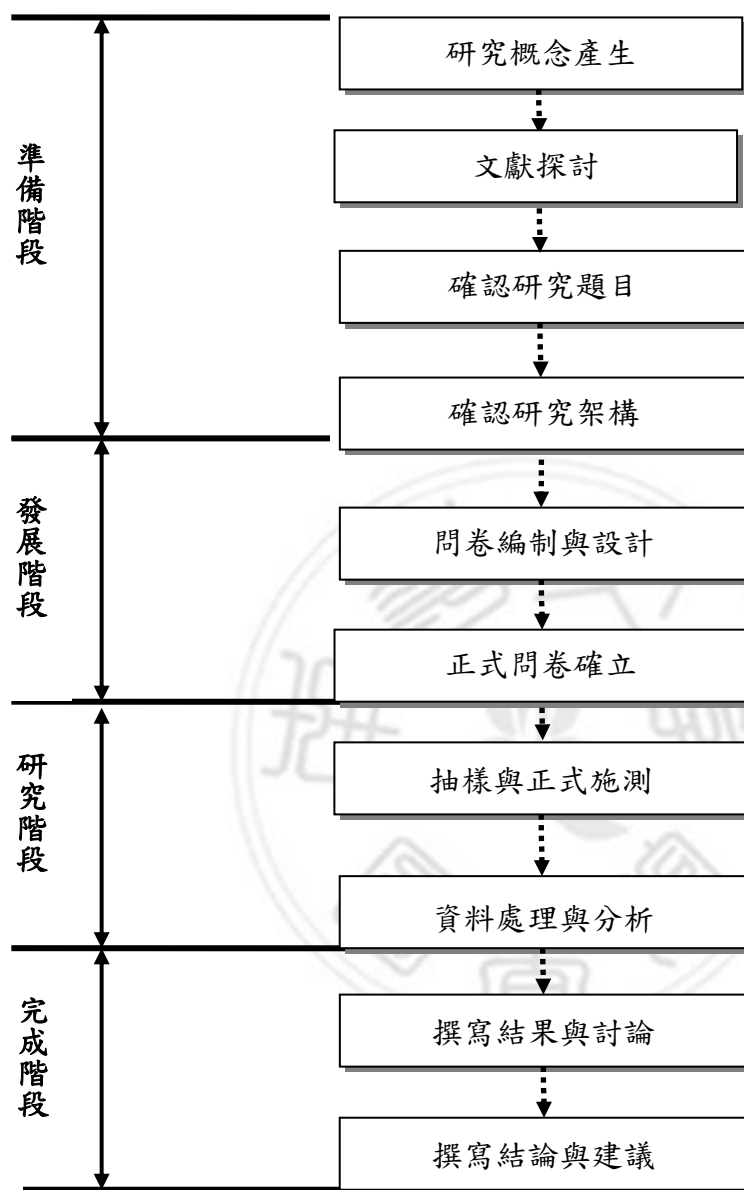 準備階段
研究概念產生
文獻探討
確認研究題目
確認研究架構
發展階段
問卷編制與設計
正式問卷確立
研究階段
抽樣與正式施測
資料處理與分析
完成階段
撰寫結果與討論
撰寫結論與建議